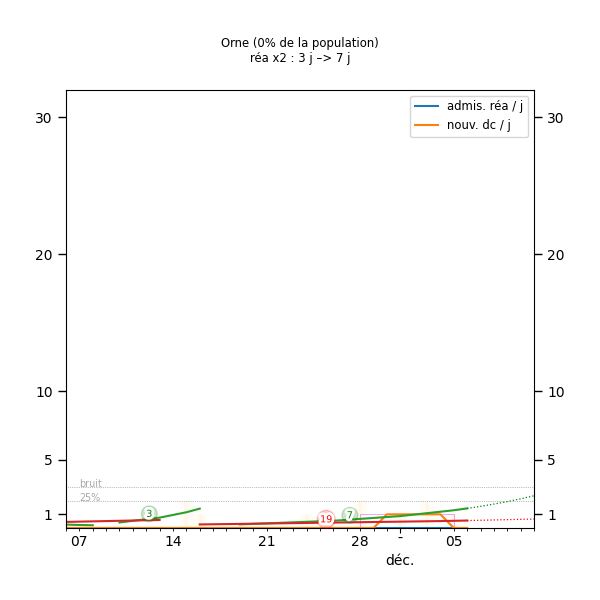 Orne (0% de la population)
réa x2 : 3 j –> 7 j
admis. réa / j
nouv. dc / j
30 30
20 20
10 10
5 5
bruit
25%
1 3 19 7 1
07 14 21 28 - 05
déc.